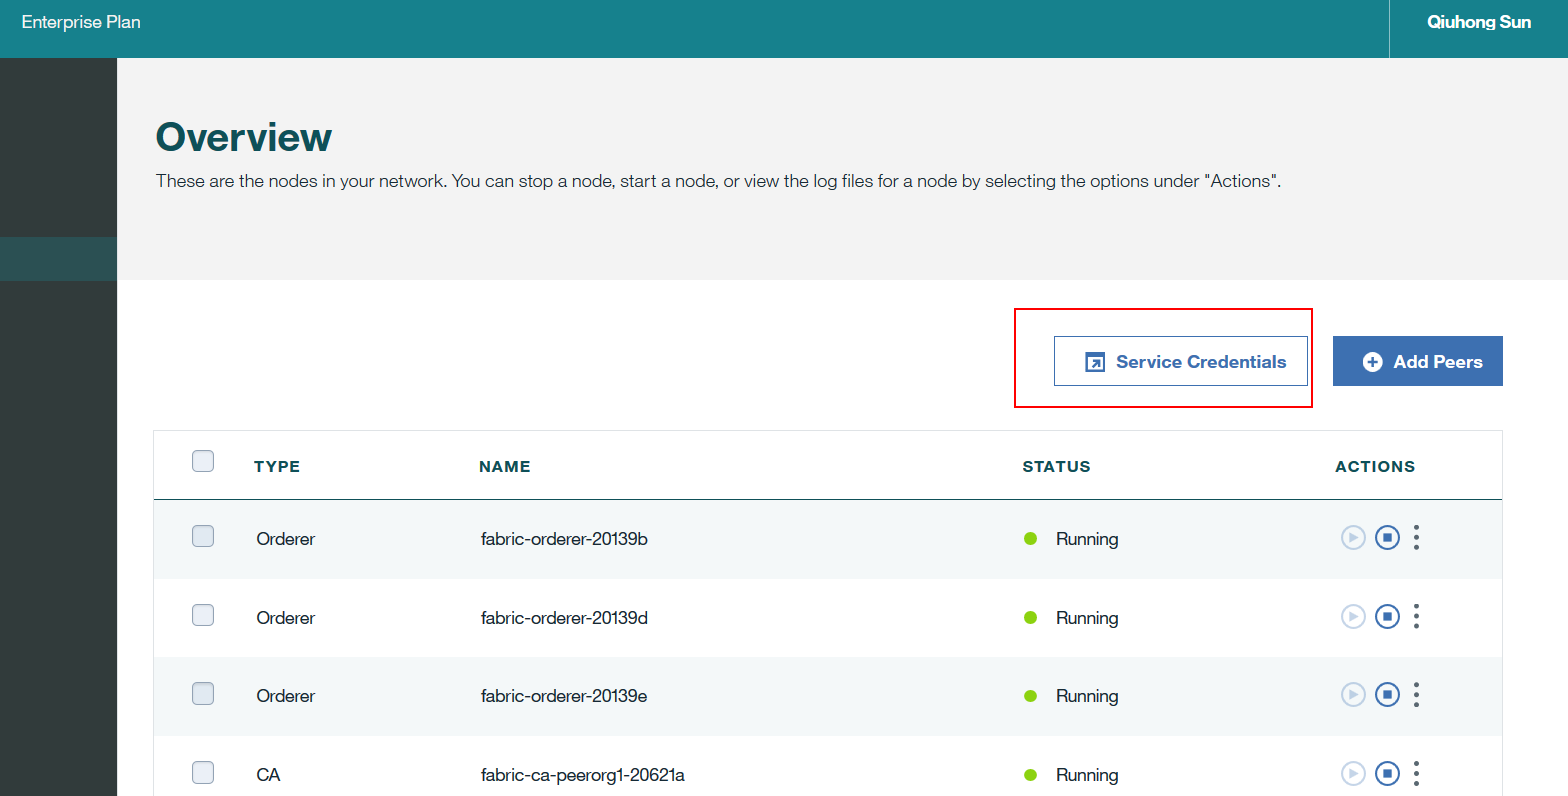 Enterprise Plan
Qiuhong Sun
Overview
These are the nodes in your network. You can stop a node, start a node, or view the log files for a node by selecting the options under "Actions".
Service Credentials
Add Peers
TYPE NAME STATUS ACTIONS
Orderer fabric-orderer-20139b Running
Orderer fabric-orderer-20139d Running
Orderer fabric-orderer-20139e Running
CA fabric-ca-peerorg1-20621a Running